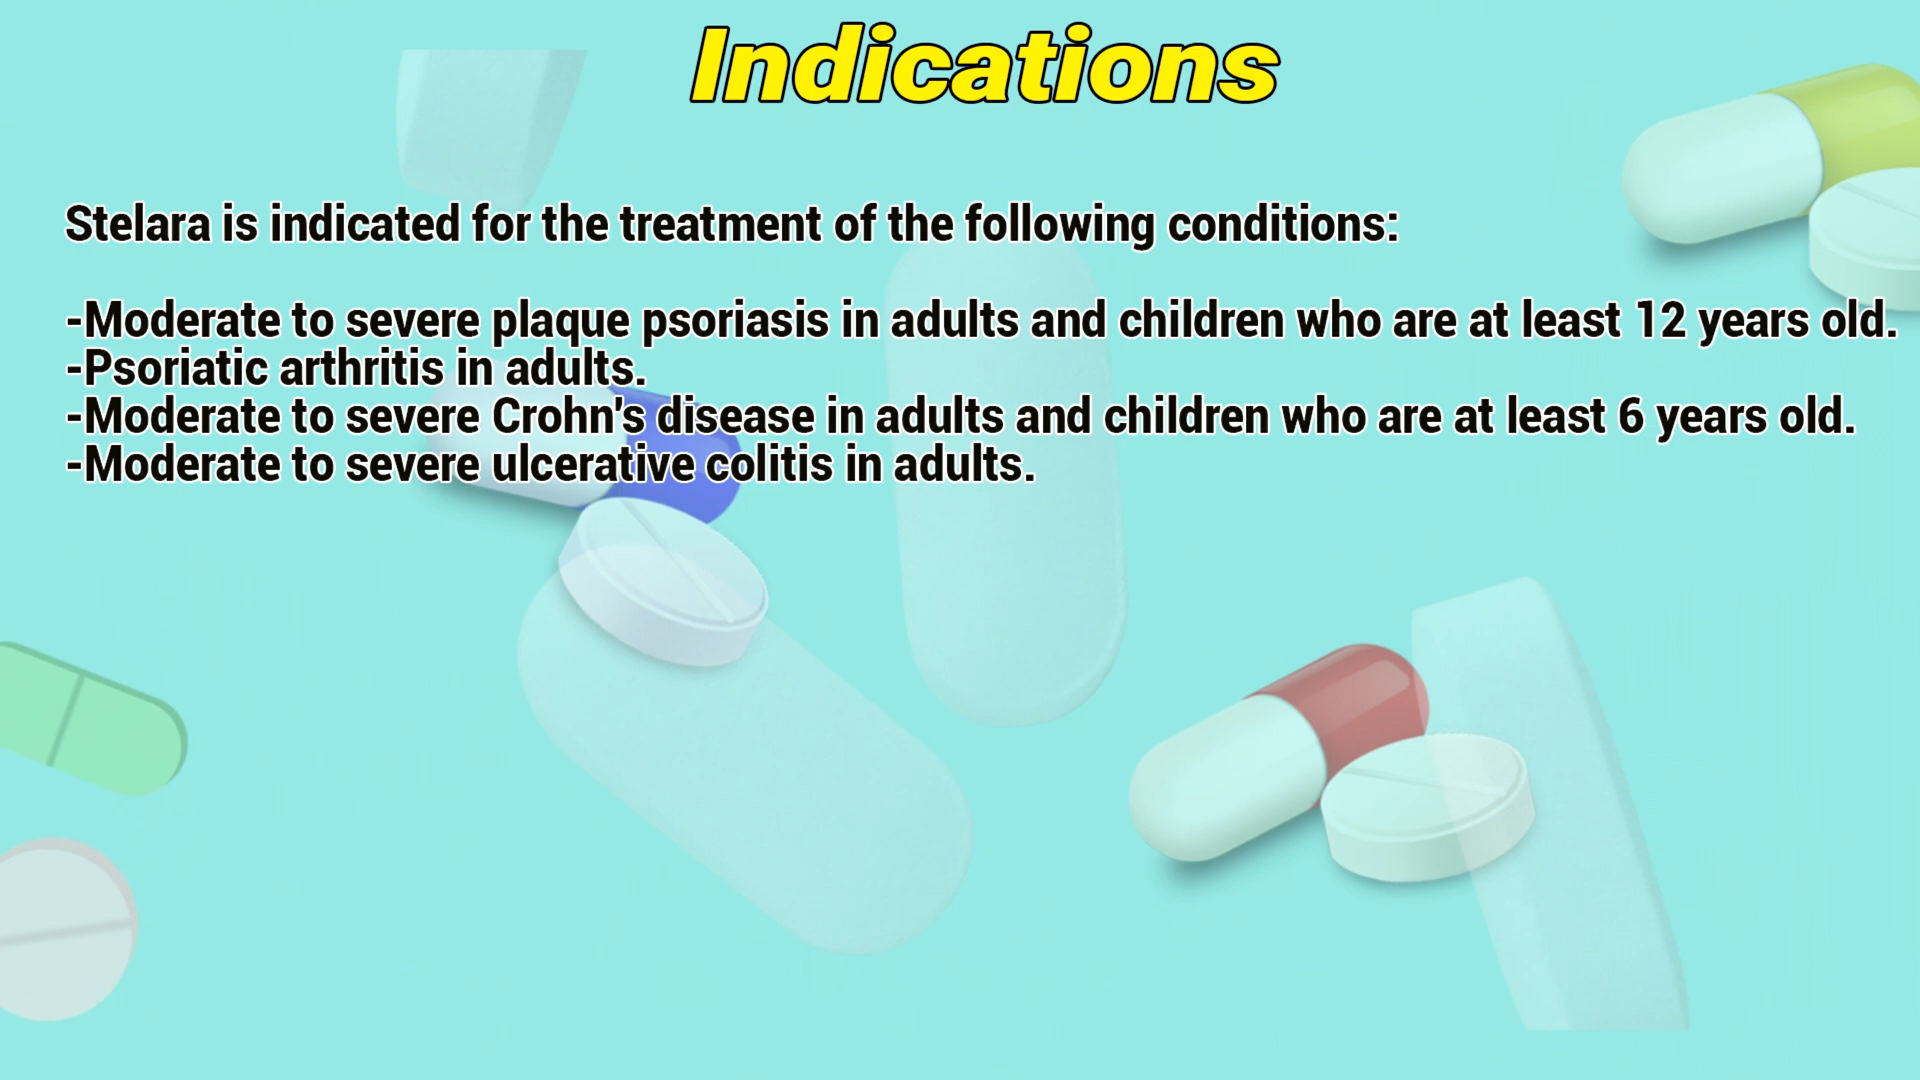 Indications
Stelara is indicated for the treatment of the following conditions:
-Moderate to severe plaque psoriasis in adults and children who are at least 12 years old.
-Psoriatic arthritis in adults.
-Moderate to severe Crohn's disease in adults and children who are at least 6 years old.
-Moderate to severe ulcerative colitis in adults.